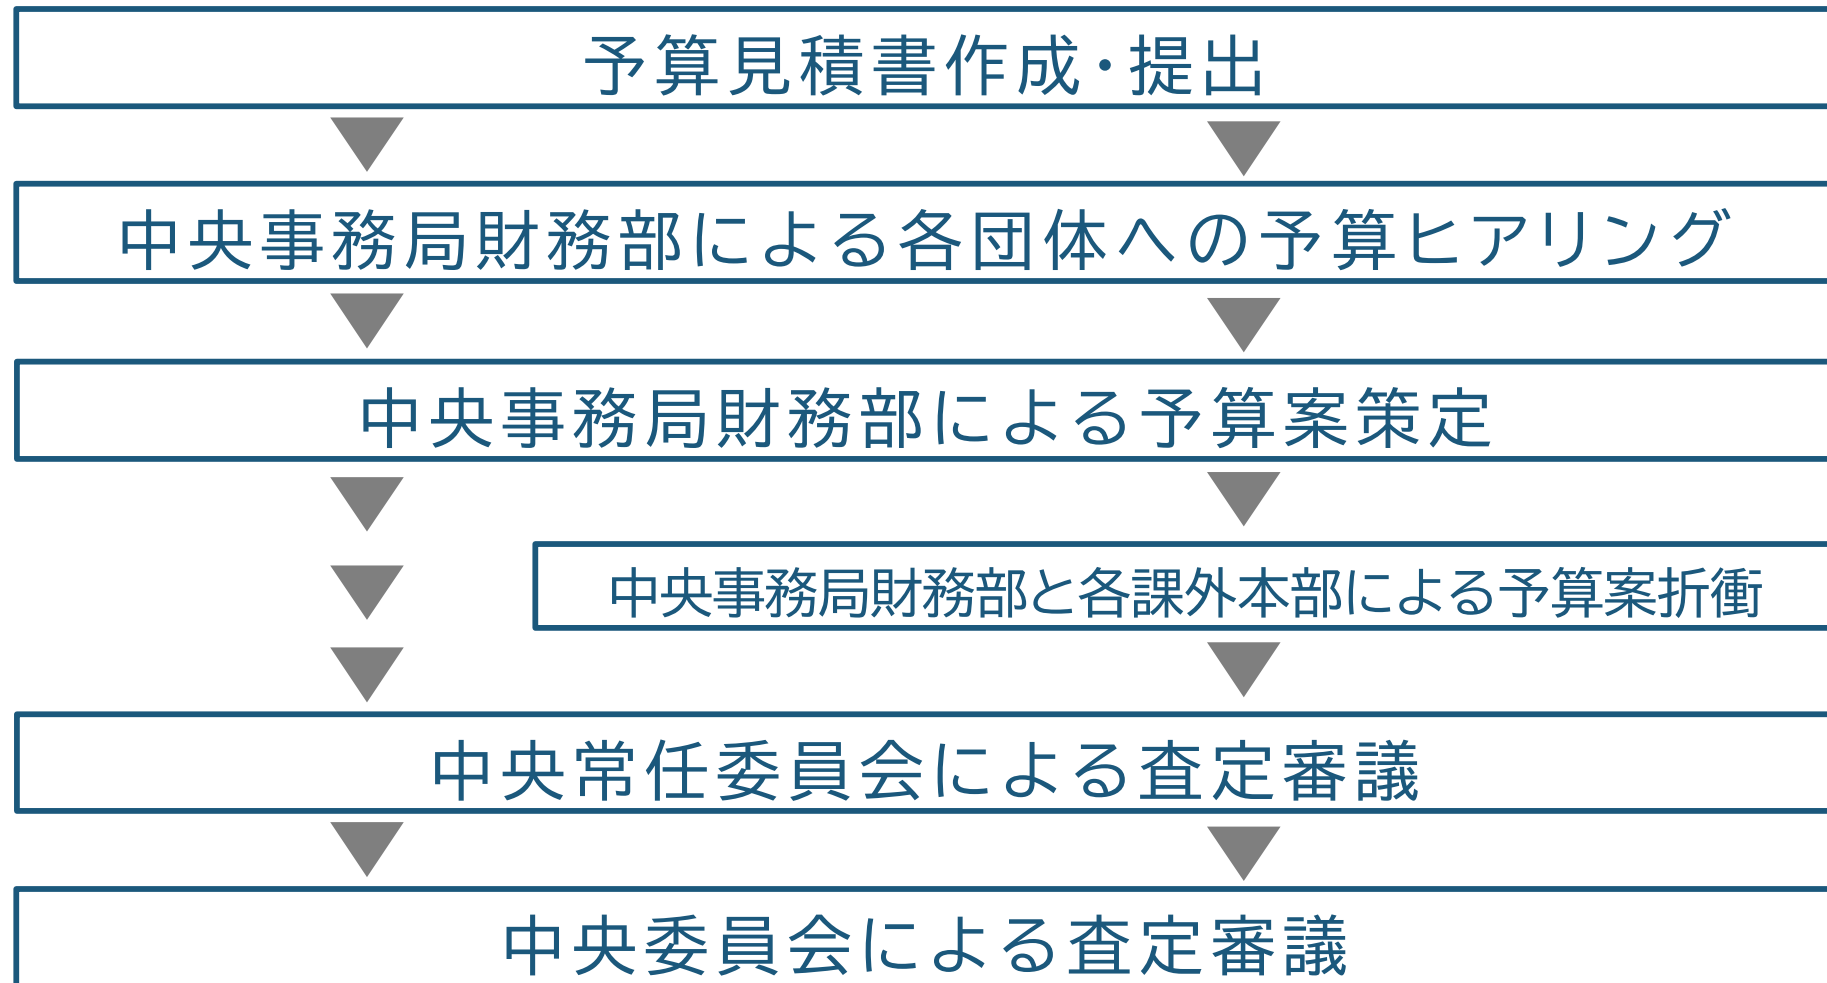 予算見積書作成・提出
中央事務局財務部による各団体への予算ヒアリング
中央事務局財務部による予算案策定
中央事務局財務部と各課外本部による予算案折衝
中央常任委員会による査定審議
中央委員会による査定審議